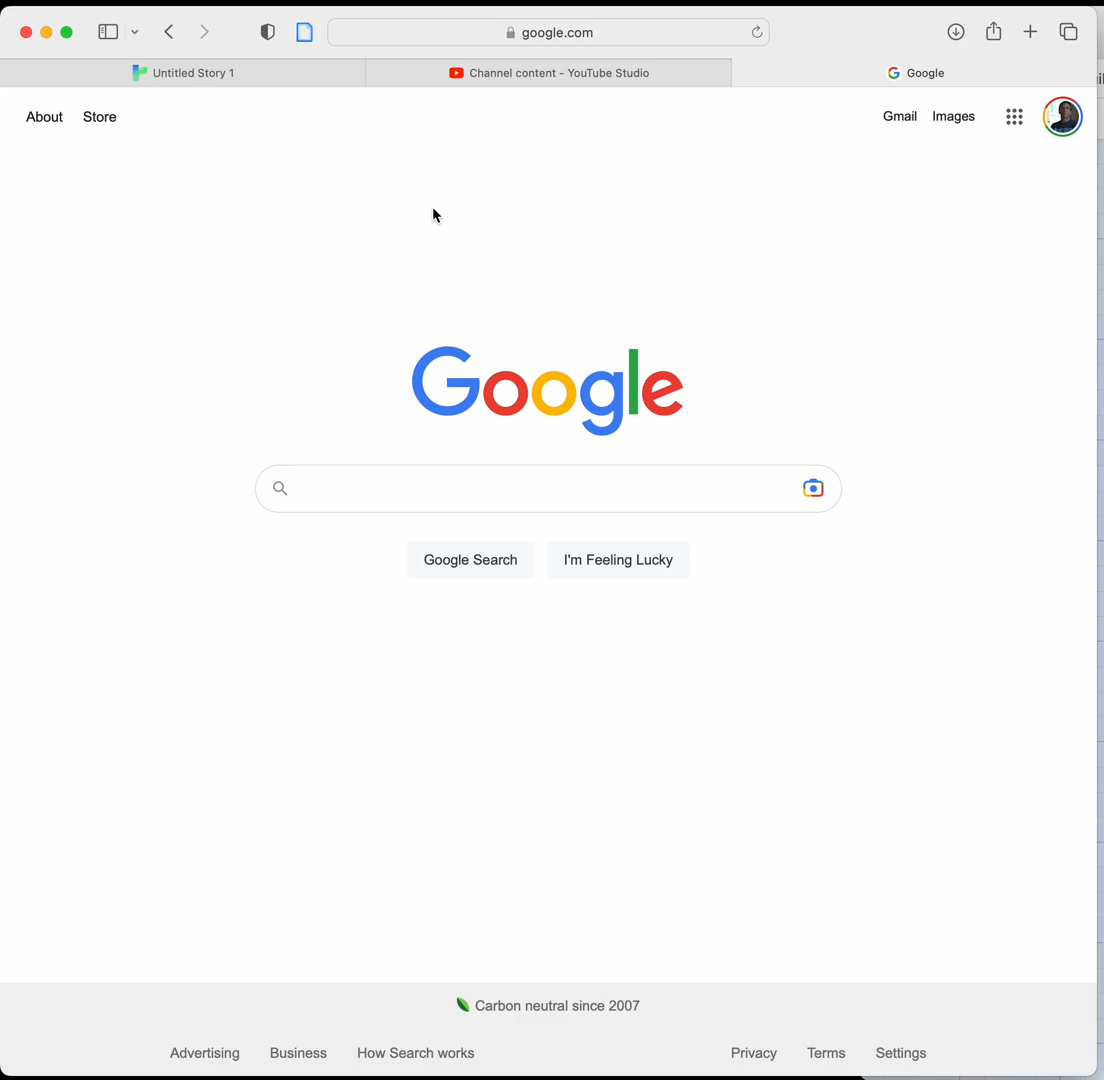 google.com
Untitled Story 1
Channel content - YouTube Studio
Google
About Store
Gmail Images
Google
Google Search
I'm Feeling Lucky
Carbon neutral since 2007
Advertising Business How Search works
Privacy Terms Settings